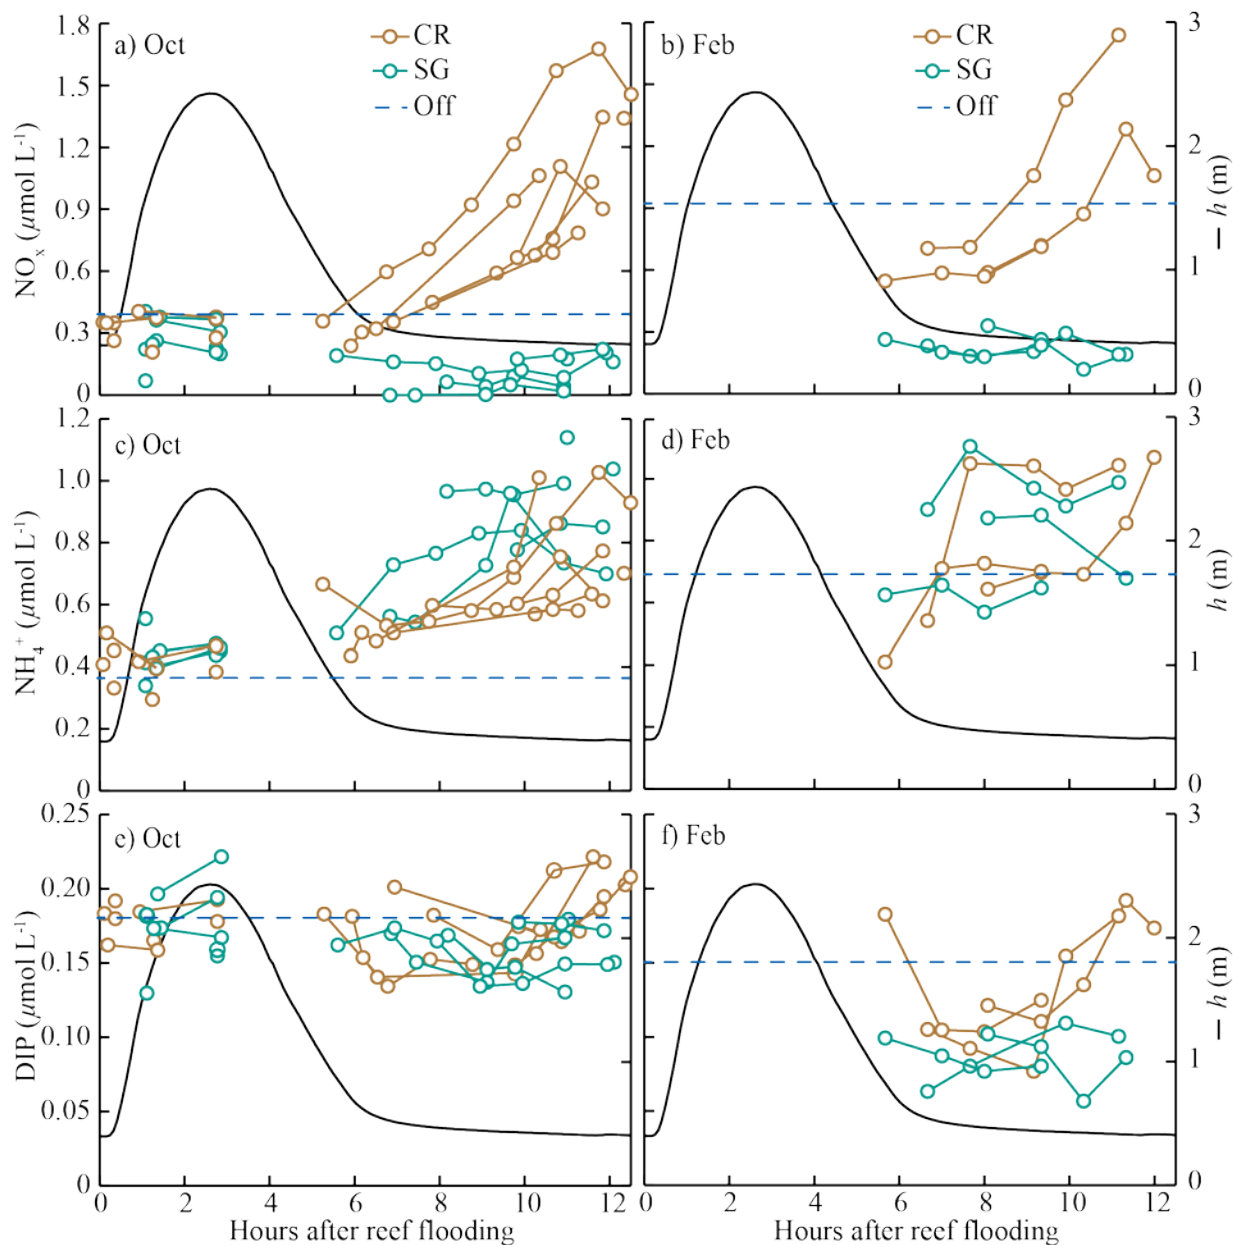 a) Oct
CR
SG
Off
1.8
1.5
1.2
0.9
0.6
0.3
0
NOx (μmol L-1)
b) Feb
CR
SG
Off
3
2
1
0
— h (m)
c) Oct
1.2
1.0
0.8
0.6
0.4
0.2
0
NH4+ (μmol L-1)
d) Feb
3
2
1
0
h (m)
e) Oct
0.25
0.20
0.15
0.10
0.05
0
DIP (μmol L-1)
f) Feb
3
2
1
0
— h (m)
0 2 4 6 8 10 12
0 2 4 6 8 10 12
Hours after reef flooding
Hours after reef flooding